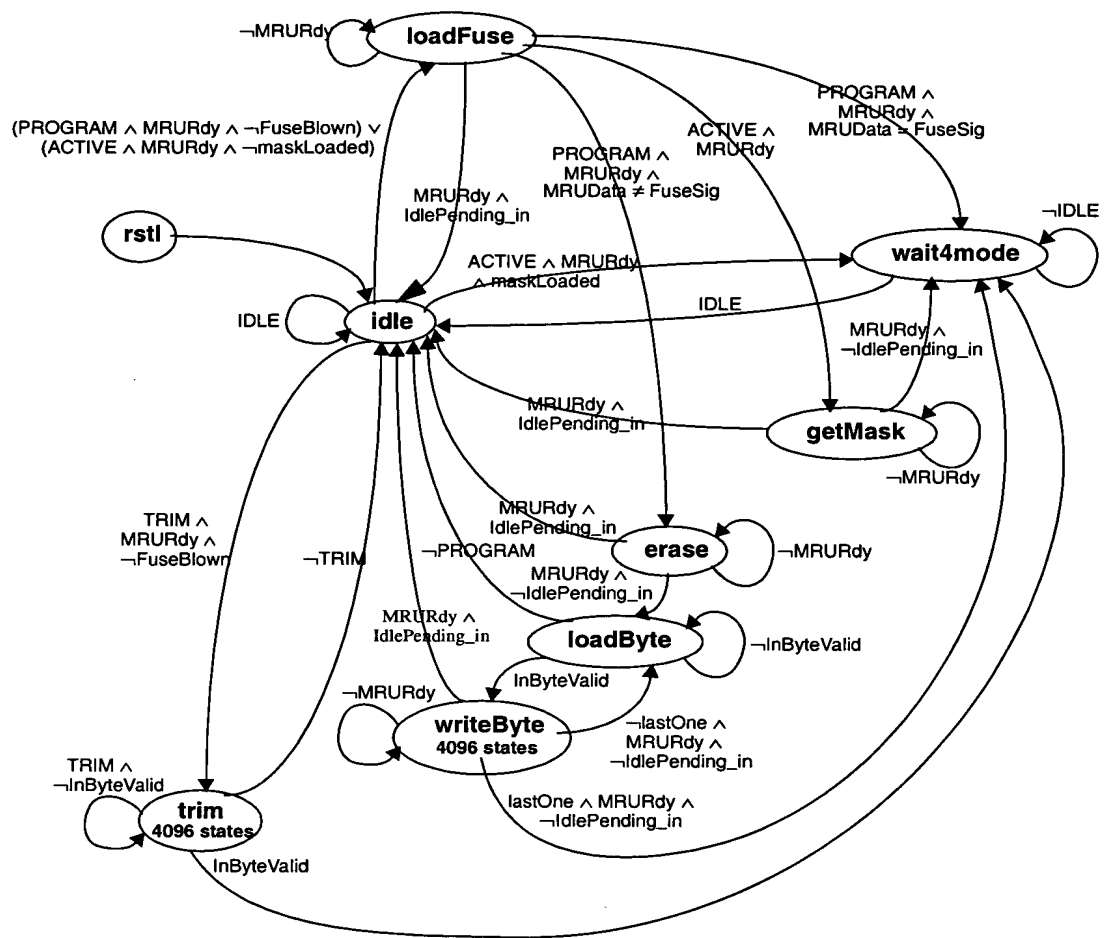 ¬MRURdy
loadFuse
(PROGRAM ∧ MRURdy ∧ ¬FuseBlown) ∨
(ACTIVE ∧ MRURdy ∧ ¬maskLoaded)
MRURdy ∧
IdlePending_in
PROGRAM ∧
MRURdy ∧
MRUData ≠ FuseSig
ACTIVE ∧
MRURdy
PROGRAM ∧
MRURdy ∧
MRUData = FuseSig
rstl
¬IDLE
wait4mode
ACTIVE ∧ MRURdy
∧ maskLoaded
IDLE
IDLE
idle
MRURdy ∧
¬IdlePending_in
MRURdy ∧
IdlePending_in
getMask
¬MRURdy
TRIM ∧
MRURdy ∧
¬FuseBlown
¬TRIM
¬PROGRAM
MRURdy ∧
IdlePending_in
erase
¬MRURdy
MRURdy ∧
¬IdlePending_in
MRURdy ∧
IdlePending_in
loadByte
¬InByteValid
InByteValid
¬MRURdy
writeByte
4096 states
¬lastOne ∧
MRURdy ∧
¬IdlePending_in
lastOne ∧ MRURdy ∧
¬IdlePending_in
TRIM ∧
¬InByteValid
trim
4096 states
InByteValid